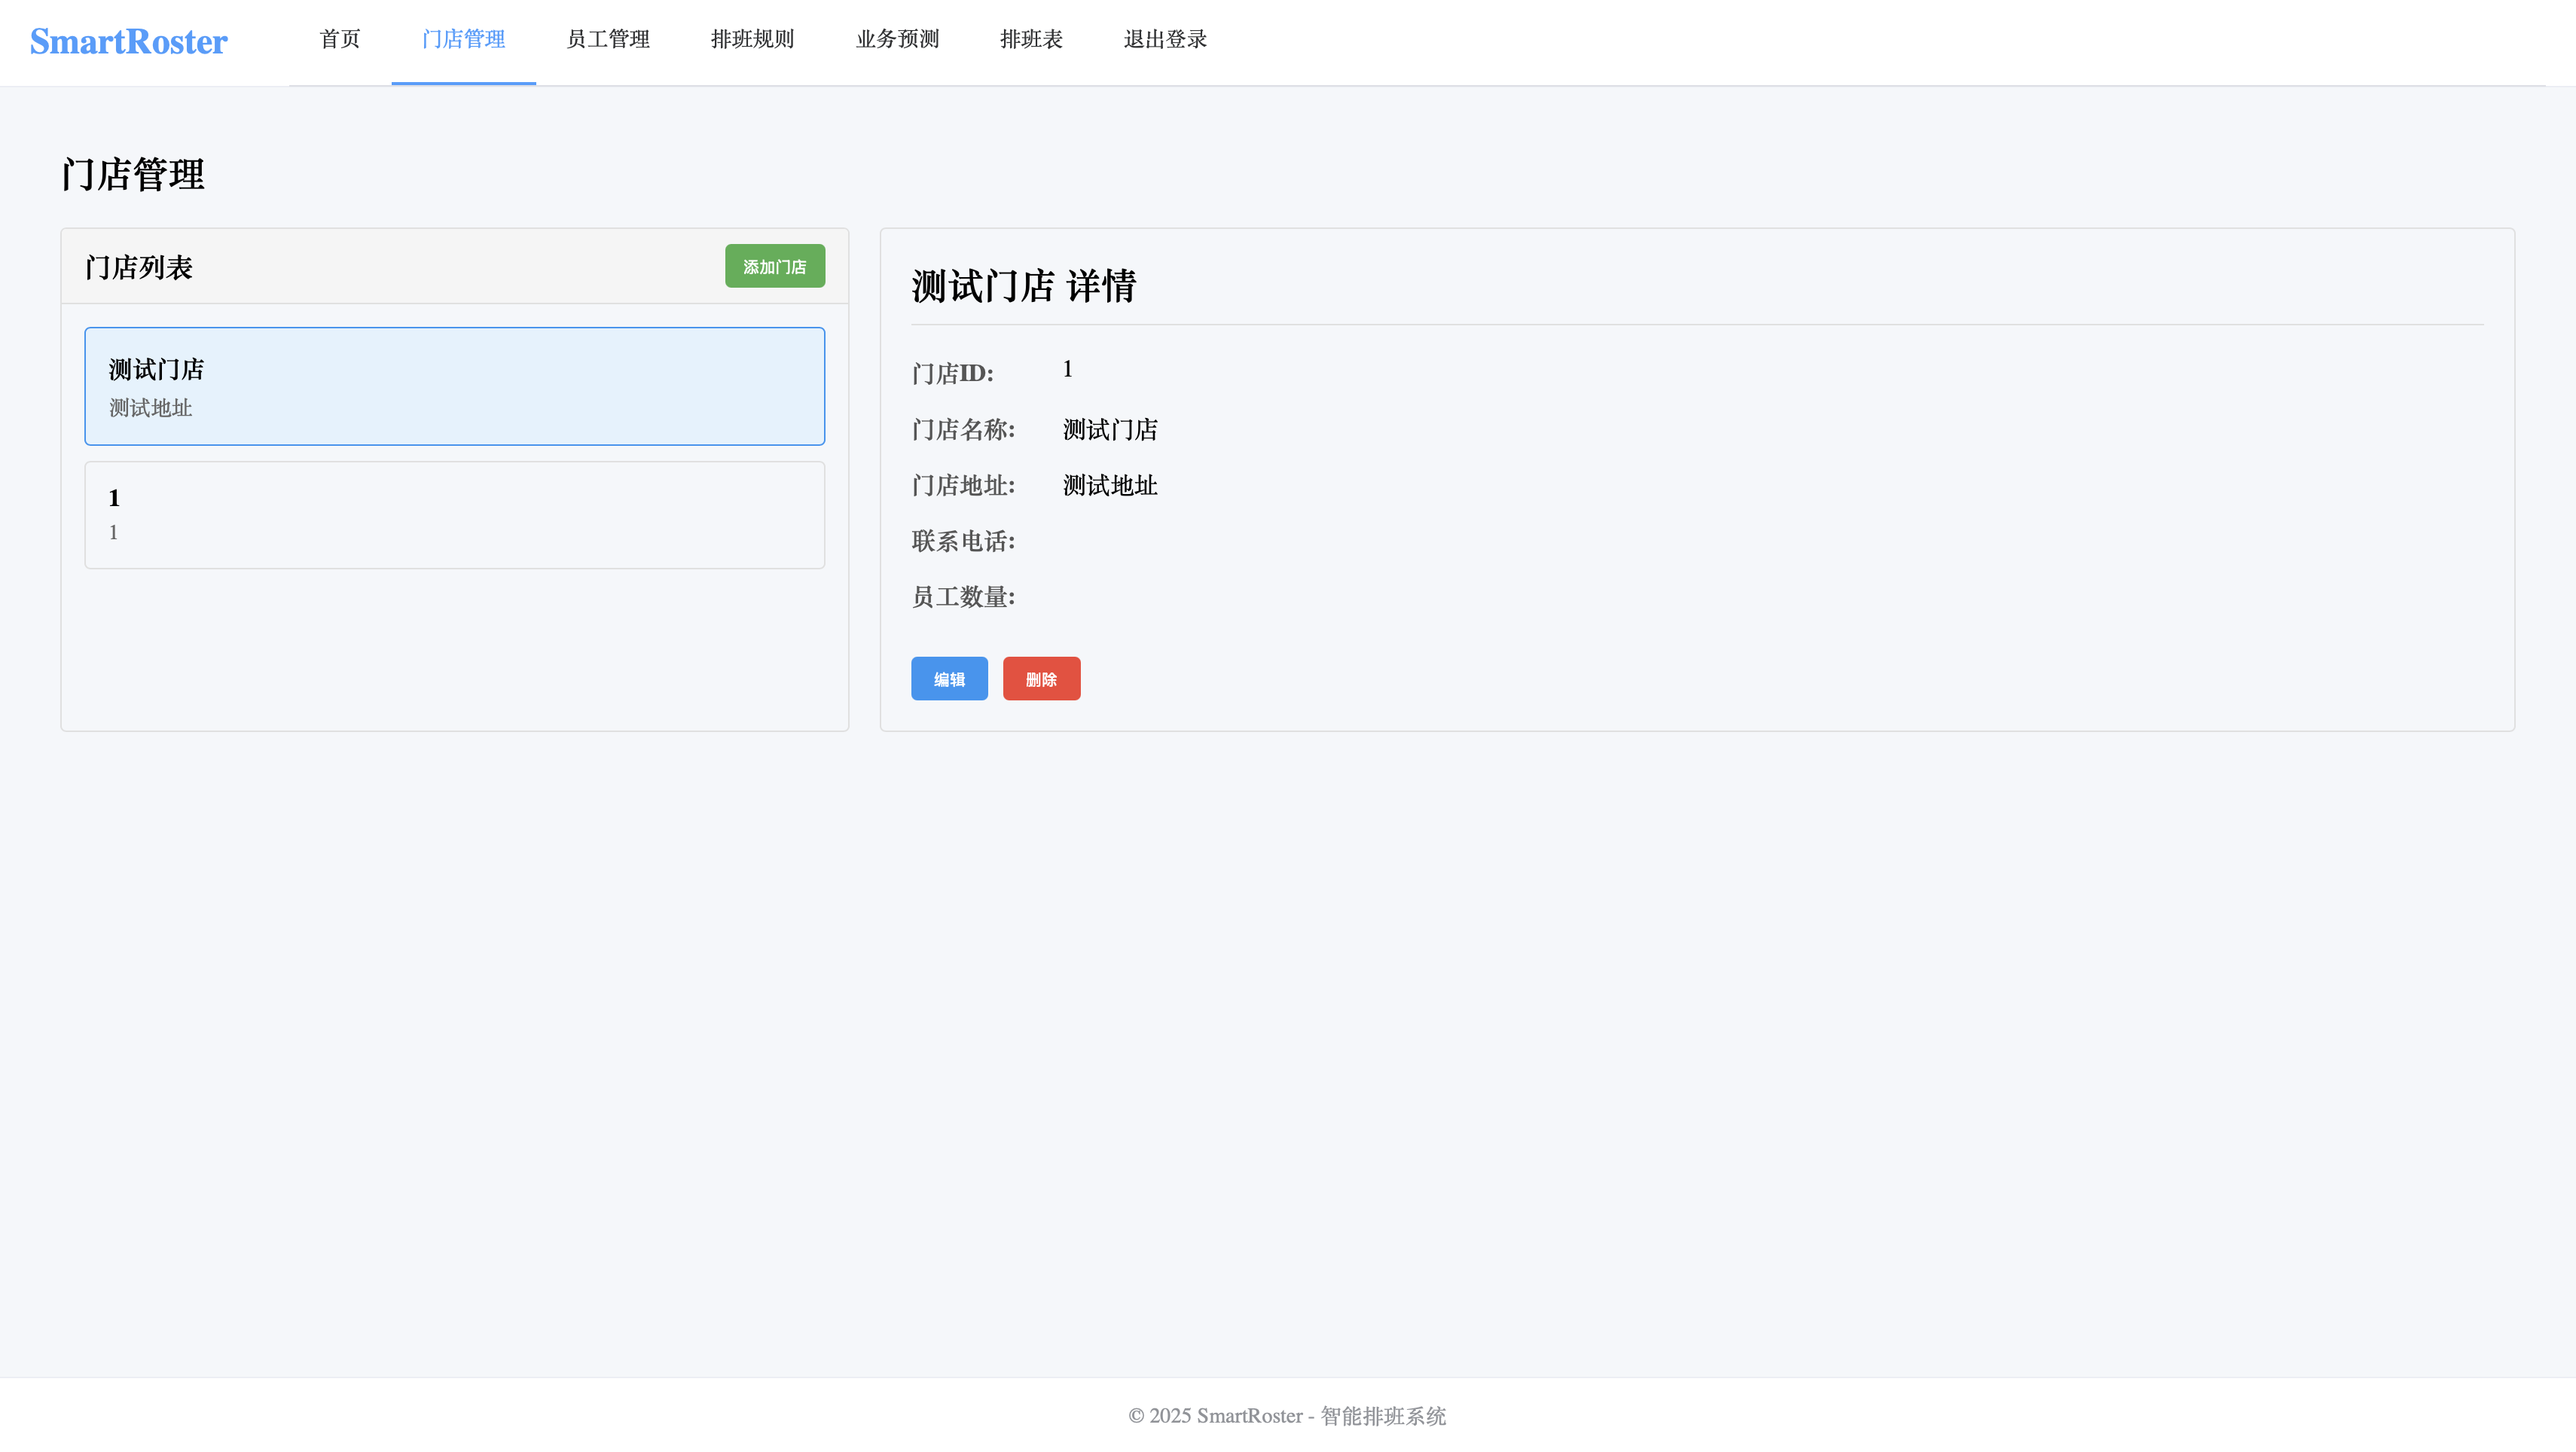 SmartRoster 首页 门店管理 员工管理 排班规则 业务预测 排班表 退出登录
门店管理
门店列表 添加门店
测试门店
测试地址
1
1
测试门店 详情
门店ID: 1
门店名称: 测试门店
门店地址: 测试地址
联系电话:
员工数量:
编辑 删除
© 2025 SmartRoster - 智能排班系统